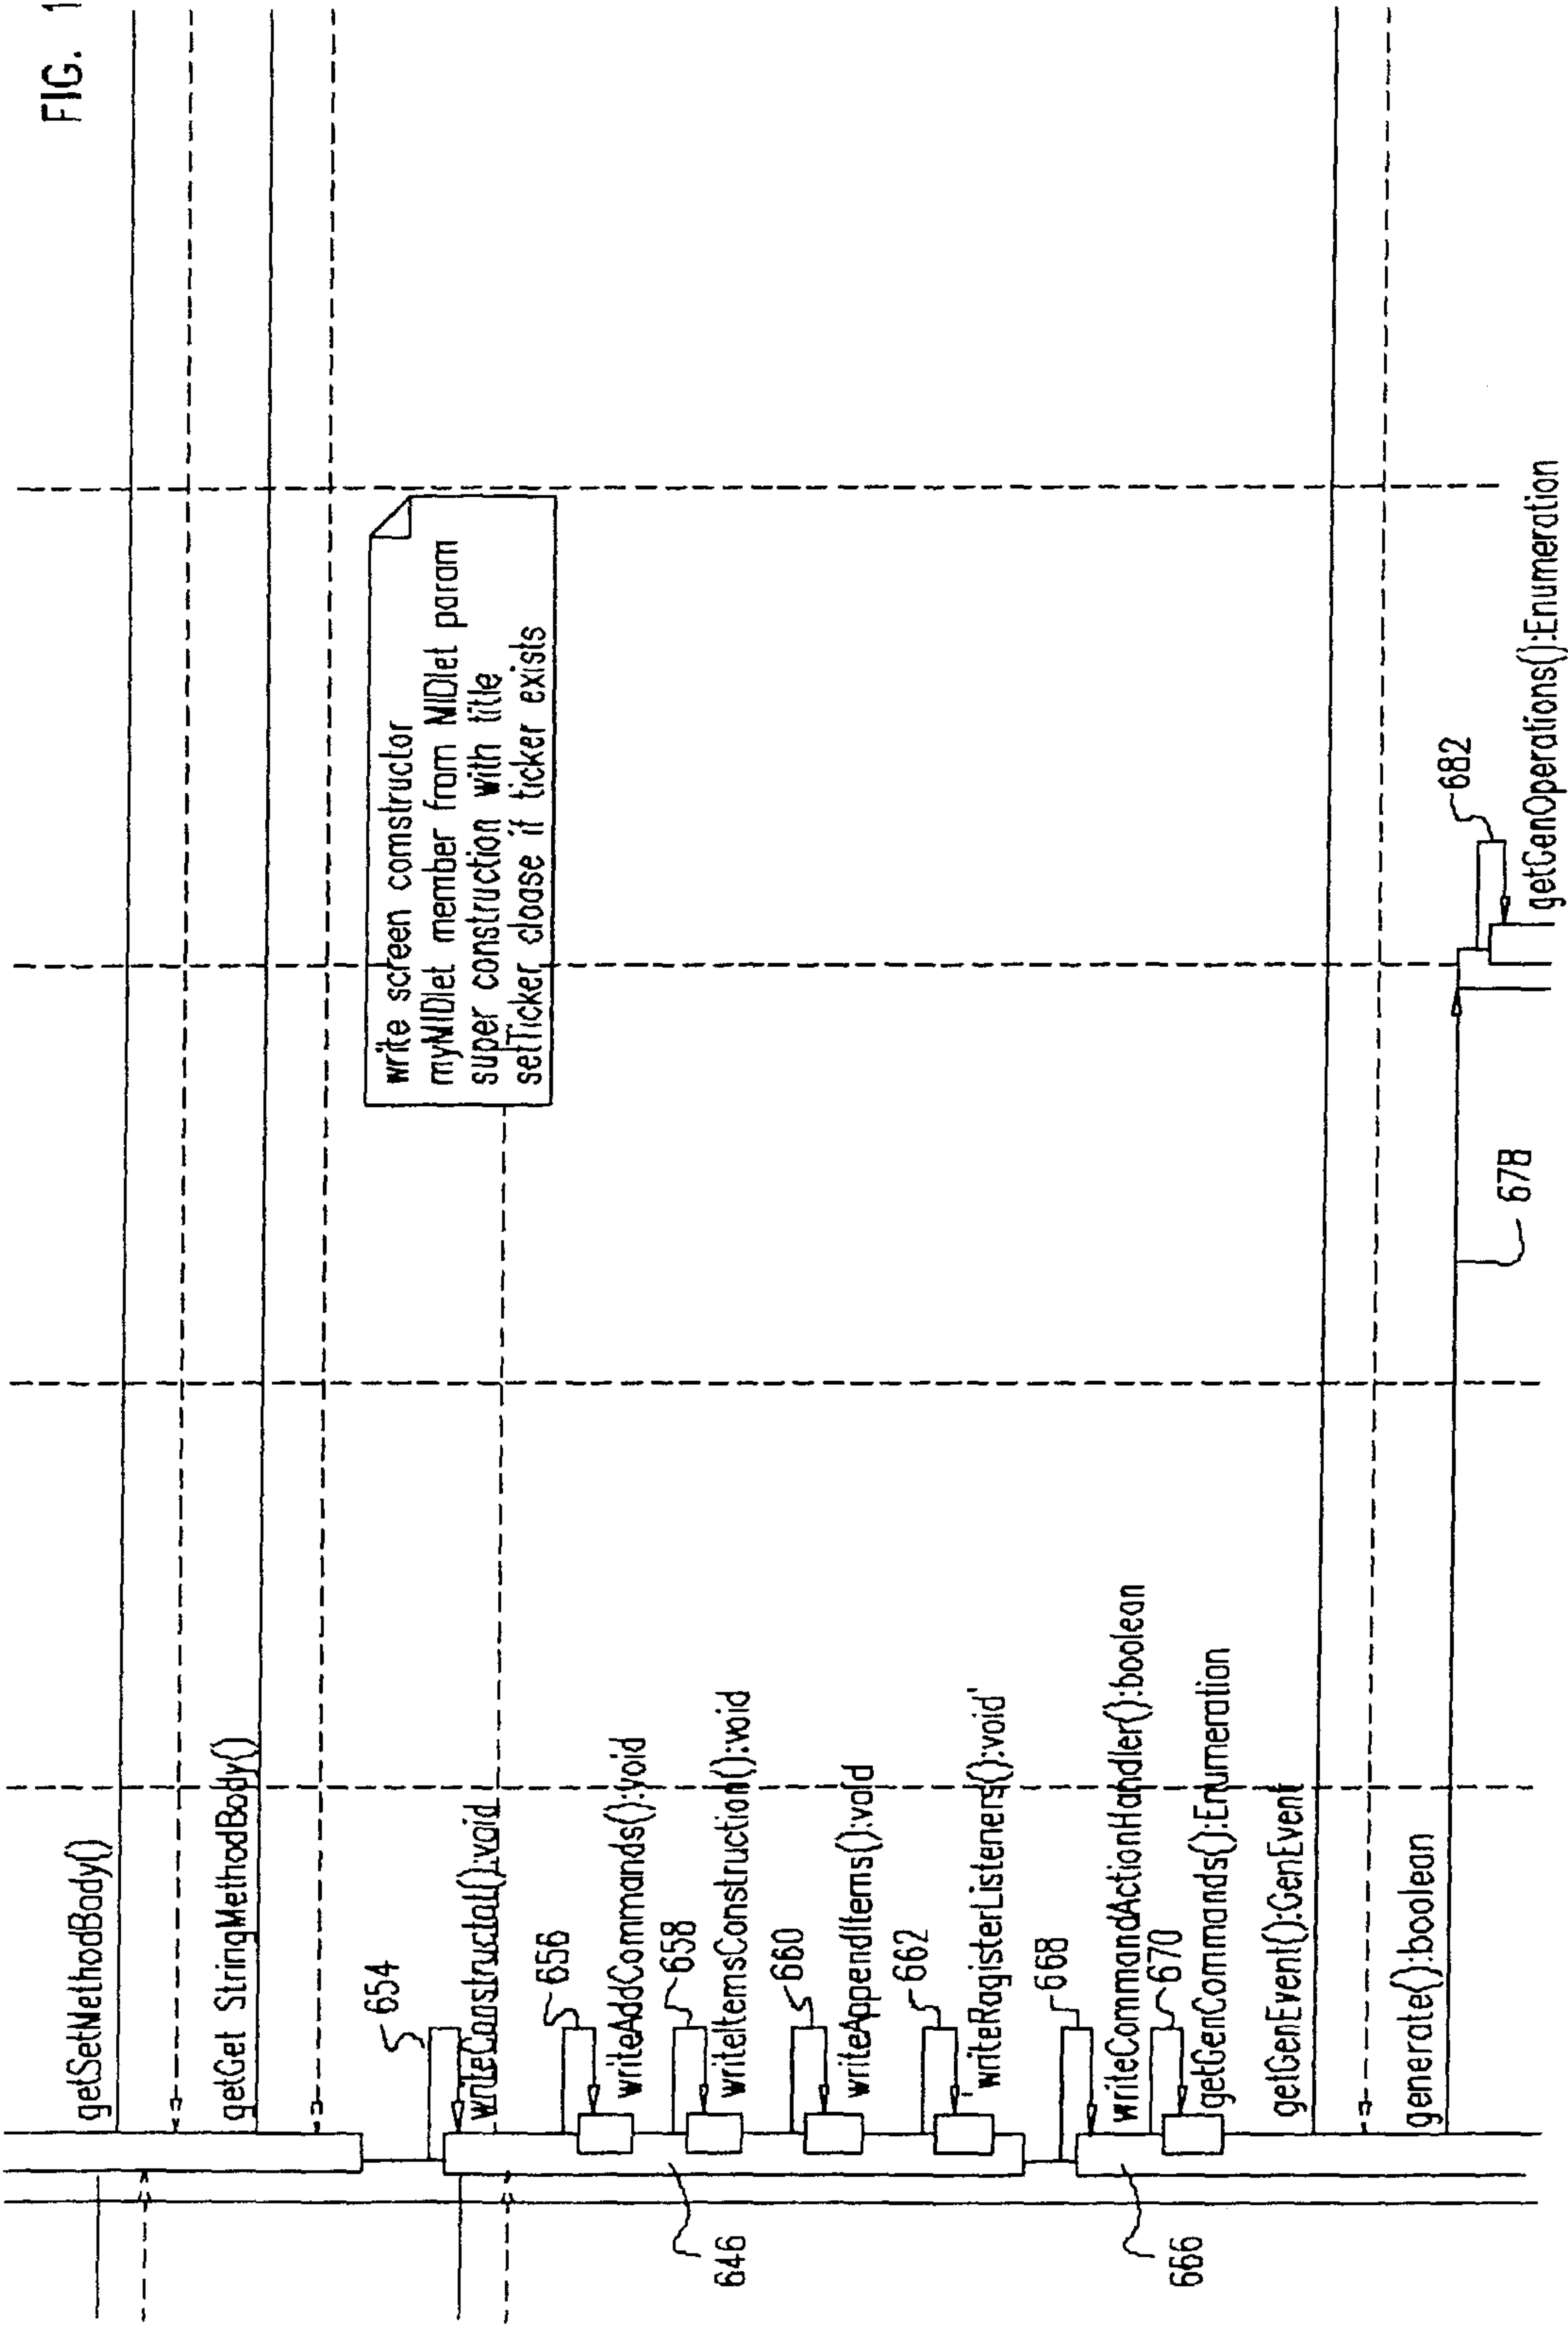 FIG. 1
getSetMethodBody()
getGet StringMethodBody()
654
writeConstructal():void
write screen comstructor
myMIDlet member from MIDlet param
super construction with title
setTicker cloase if ticker exists
656
writeAddCommands():void
658
writeItemsConstruction():void
646
660
writeAppendItems():void
662
'writeRagisterListeners():void'
668
writeCommandActionHandler():boolean
670
getGenCommands():Enumeration
666
getGenEvent():GenEvent
generate():boolean
678
682
getGenOperations():Enumeration